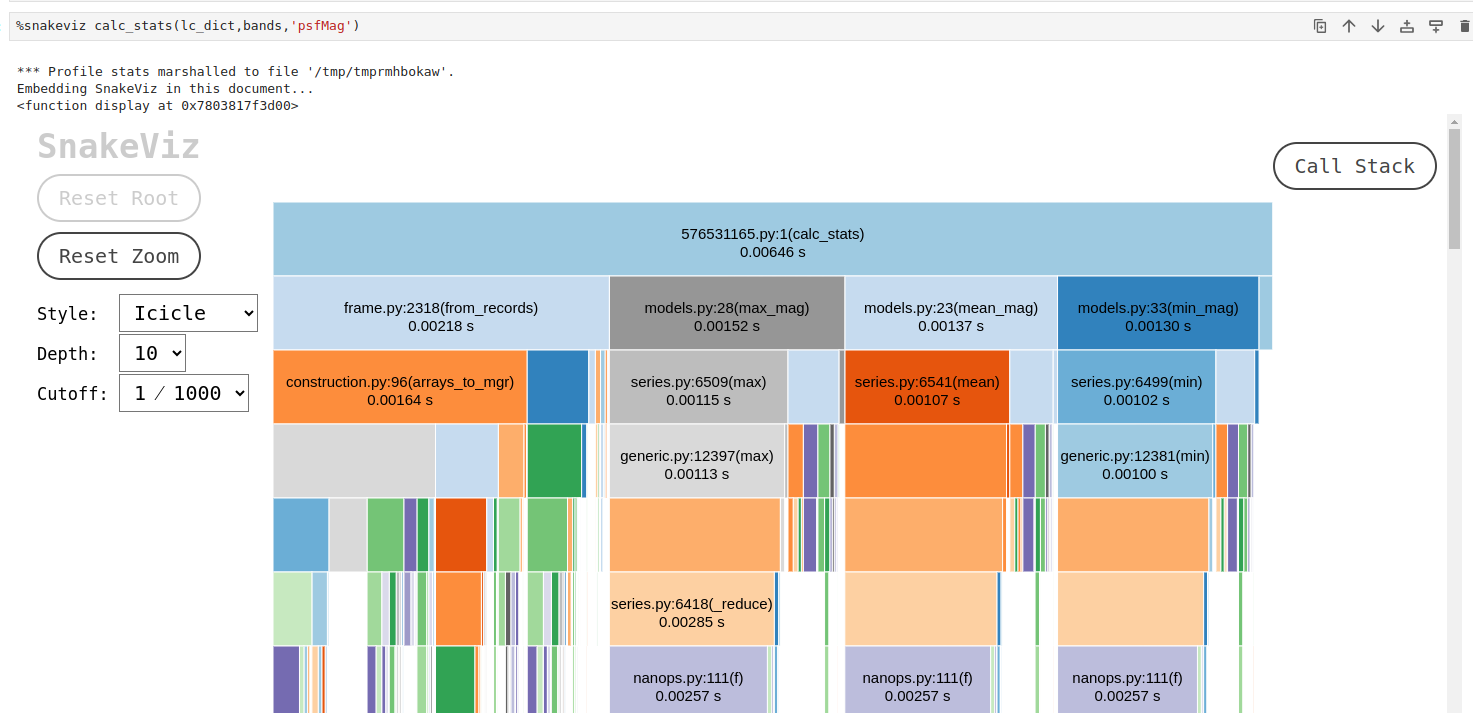 %snakeviz calc_stats(lc_dict,bands,'psfMag')
*** Profile stats marshalled to file '/tmp/tmprmhbokaw'.
Embedding SnakeViz in this document...
<function display at 0x7803817f3d00>
SnakeViz
Call Stack
Reset Root
Reset Zoom
Style: Icicle
Depth: 10
Cutoff: 1 / 1000
576531165.py:1(calc_stats)
0.00646 s
frame.py:2318(from_records)
0.00218 s
models.py:28(max_mag)
0.00152 s
models.py:23(mean_mag)
0.00137 s
models.py:33(min_mag)
0.00130 s
construction.py:96(arrays_to_mgr)
0.00164 s
series.py:6509(max)
0.00115 s
series.py:6541(mean)
0.00107 s
series.py:6499(min)
0.00102 s
generic.py:12397(max)
0.00113 s
generic.py:12381(min)
0.00100 s
series.py:6418(_reduce)
0.00285 s
nanops.py:111(f)
0.00257 s
nanops.py:111(f)
0.00257 s
nanops.py:111(f)
0.00257 s